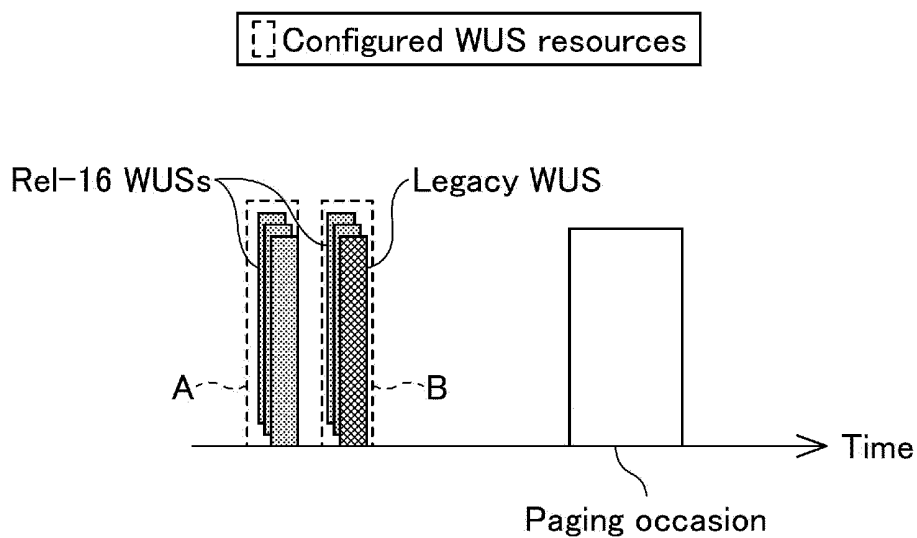 Configured WUS resources
Rel-16 WUSs
Legacy WUS
A
B
Time
Paging occasion